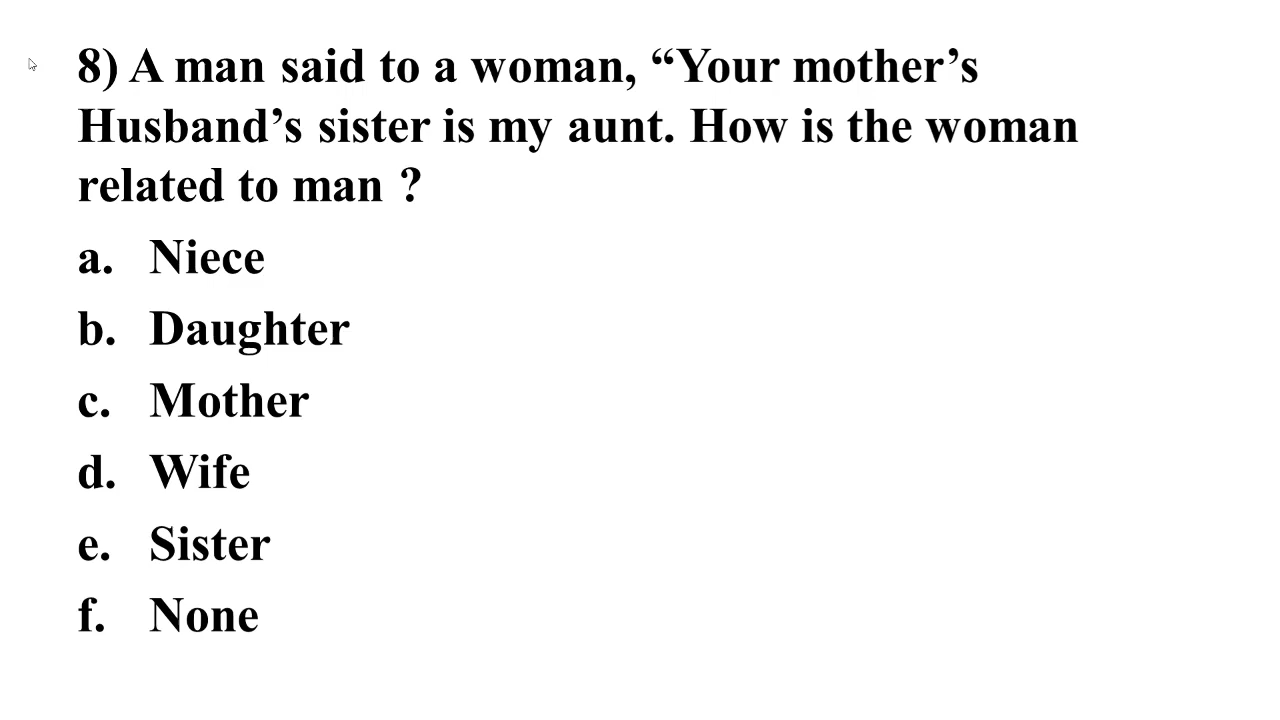 8) A man said to a woman, “Your mother’s
Husband’s sister is my aunt. How is the woman
related to man ?
a. Niece
b. Daughter
c. Mother
d. Wife
e. Sister
f. None